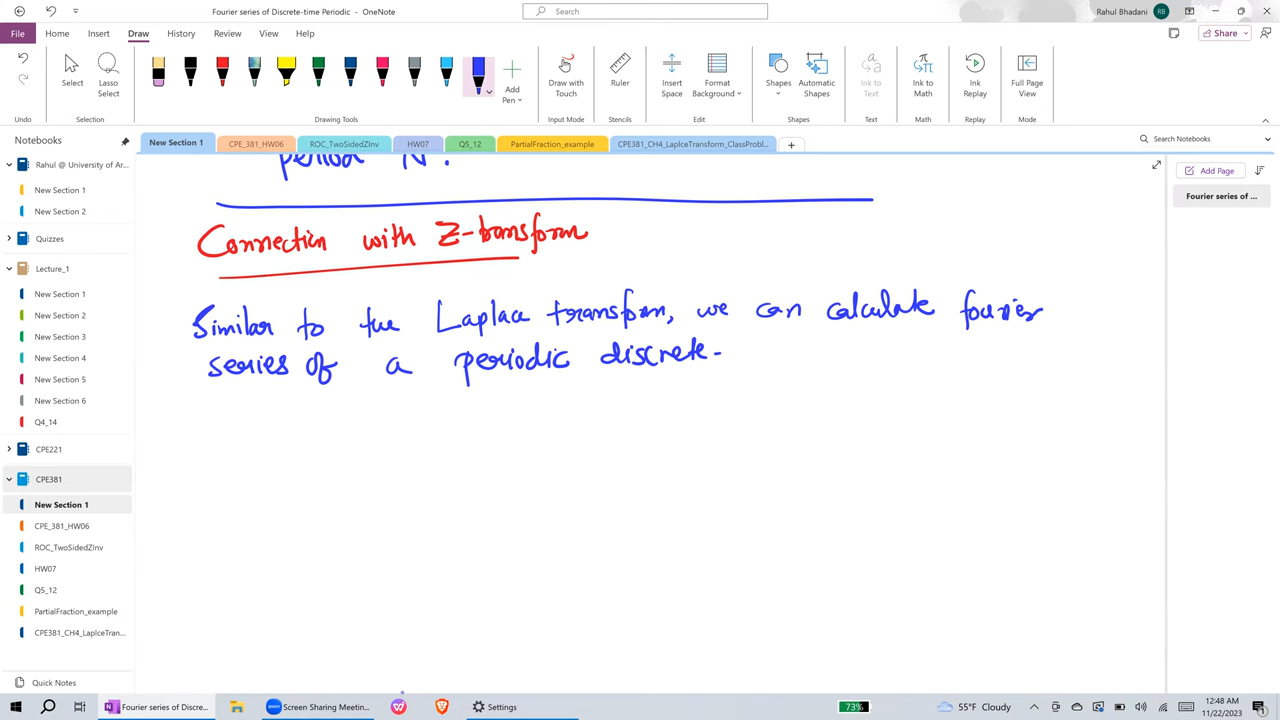 Fourier series of Discrete-time Periodic - OneNote
Search
Rahul Bhadani
RB
File Home Insert Draw History Review View Help
Share
Undo
Select
Lasso Select
Add Pen
Draw with Touch
Ruler
Insert Space
Format Background
Shapes
Automatic Shapes
Ink to Text
Ink to Math
Ink Replay
Full Page View
Undo Selection Drawing Tools Input Mode Stencils Edit Shapes Text Math Replay Mode
Notebooks
New Section 1 CPE_381_HW06 ROC_TwoSidedZInv HW07 Q5_12 PartialFraction_example CPE381_CH4_LaplceTransform_ClassProbl...
Search Notebooks
Rahul @ University of Ar...
New Section 1
New Section 2
Quizzes
Lecture_1
New Section 1
New Section 2
New Section 3
New Section 4
New Section 5
New Section 6
Q4_14
CPE221
CPE381
New Section 1
CPE_381_HW06
ROC_TwoSidedZInv
HW07
Q5_12
PartialFraction_example
CPE381_CH4_LaplceTran...
Quick Notes
Add Page
Fourier series of ...
period N.
Connection with Z-transform
Similar to the Laplace transform, we can calculate fourier
series of a periodic discrete-
Fourier series of Discre...
Screen Sharing Meetin...
Settings
73%
55°F Cloudy
12:48 AM
11/22/2023